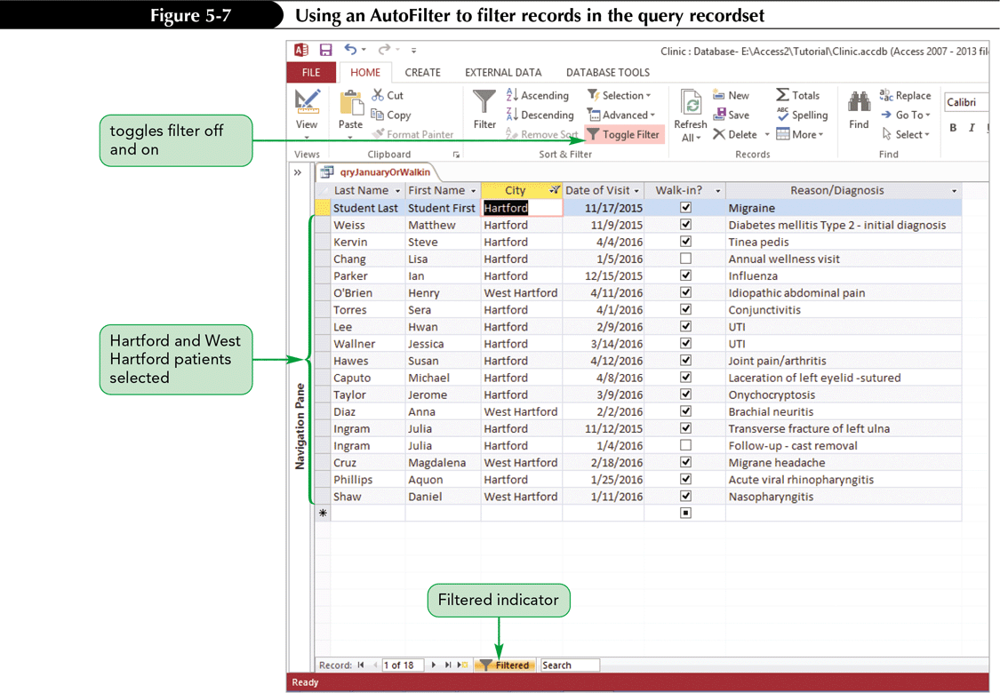 Figure 5-7 Using an AutoFilter to filter records in the query recordset
Clinic : Database- E:\Access2\Tutorial\Clinic.accdb (Access 2007 - 2013 fil
FILE HOME CREATE EXTERNAL DATA DATABASE TOOLS
Cut Ascending Selection New Totals Replace Calibri
Copy Descending Advanced Save Spelling Go To
View Paste Format Painter Filter Remove Sort Toggle Filter Refresh All Delete More Find Select B I
Views Clipboard Sort & Filter Records Find
toggles filter off
and on
qryJanuaryOrWalkin
Last Name First Name City Date of Visit Walk-in? Reason/Diagnosis
Student Last Student First Hartford 11/17/2015 Migraine
Weiss Matthew Hartford 11/9/2015 Diabetes mellitis Type 2 - initial diagnosis
Kervin Steve Hartford 4/4/2016 Tinea pedis
Chang Lisa Hartford 1/5/2016 Annual wellness visit
Parker Ian Hartford 12/15/2015 Influenza
O'Brien Henry West Hartford 4/11/2016 Idiopathic abdominal pain
Torres Sera Hartford 4/1/2016 Conjunctivitis
Lee Hwan Hartford 2/9/2016 UTI
Wallner Jessica Hartford 3/14/2016 UTI
Hawes Susan Hartford 4/12/2016 Joint pain/arthritis
Caputo Michael Hartford 4/8/2016 Laceration of left eyelid -sutured
Taylor Jerome Hartford 3/9/2016 Onychocryptosis
Diaz Anna West Hartford 2/2/2016 Brachial neuritis
Ingram Julia Hartford 11/12/2015 Transverse fracture of left ulna
Ingram Julia Hartford 1/4/2016 Follow-up - cast removal
Cruz Magdalena West Hartford 2/18/2016 Migrane headache
Phillips Aquon Hartford 1/25/2016 Acute viral rhinopharyngitis
Shaw Daniel West Hartford 1/11/2016 Nasopharyngitis
Hartford and West
Hartford patients
selected
Navigation Pane
Filtered indicator
Record: 1 of 18 Filtered Search
Ready